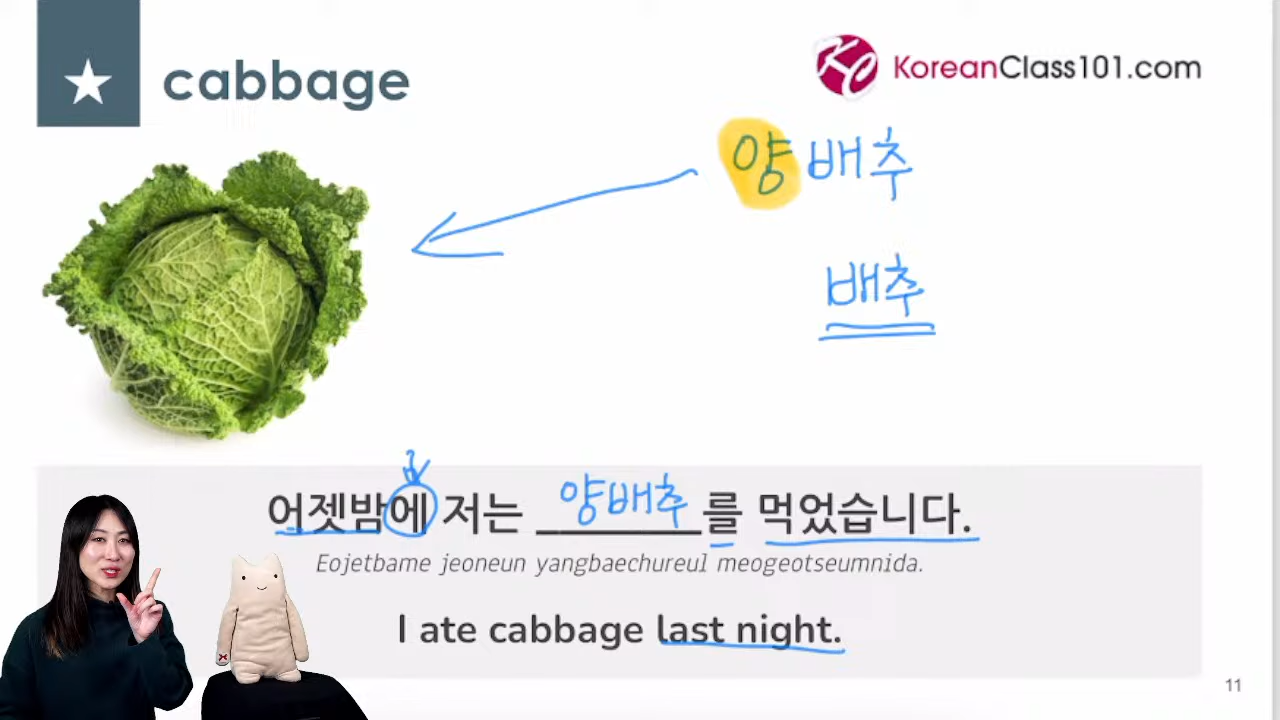 cabbage
KoreanClass101.com
양배추
배추
어젯밤에 저는 양배추를 먹었습니다.
Eojetbame jeoneun yangbaechureul meogeotseumnida.
I ate cabbage last night.
11